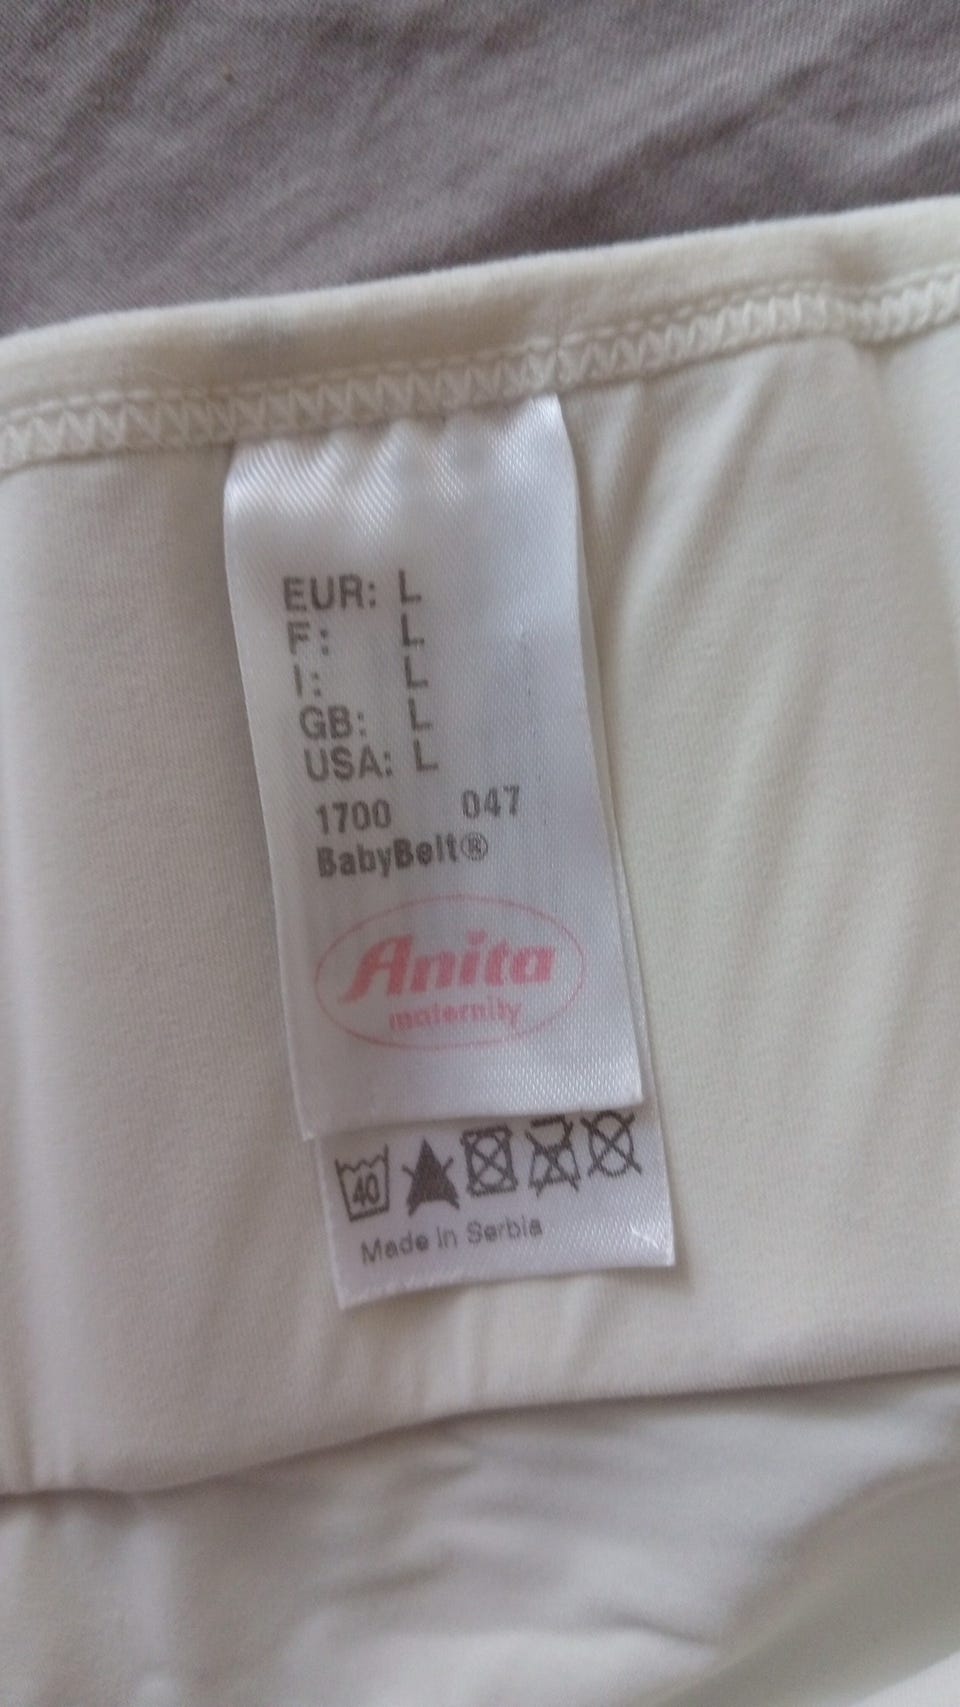 EUR: L
F: L
I: L
GB: L
USA: L
1700 047
BabyBelt®
Anita
maternity
40
Made in Serbia